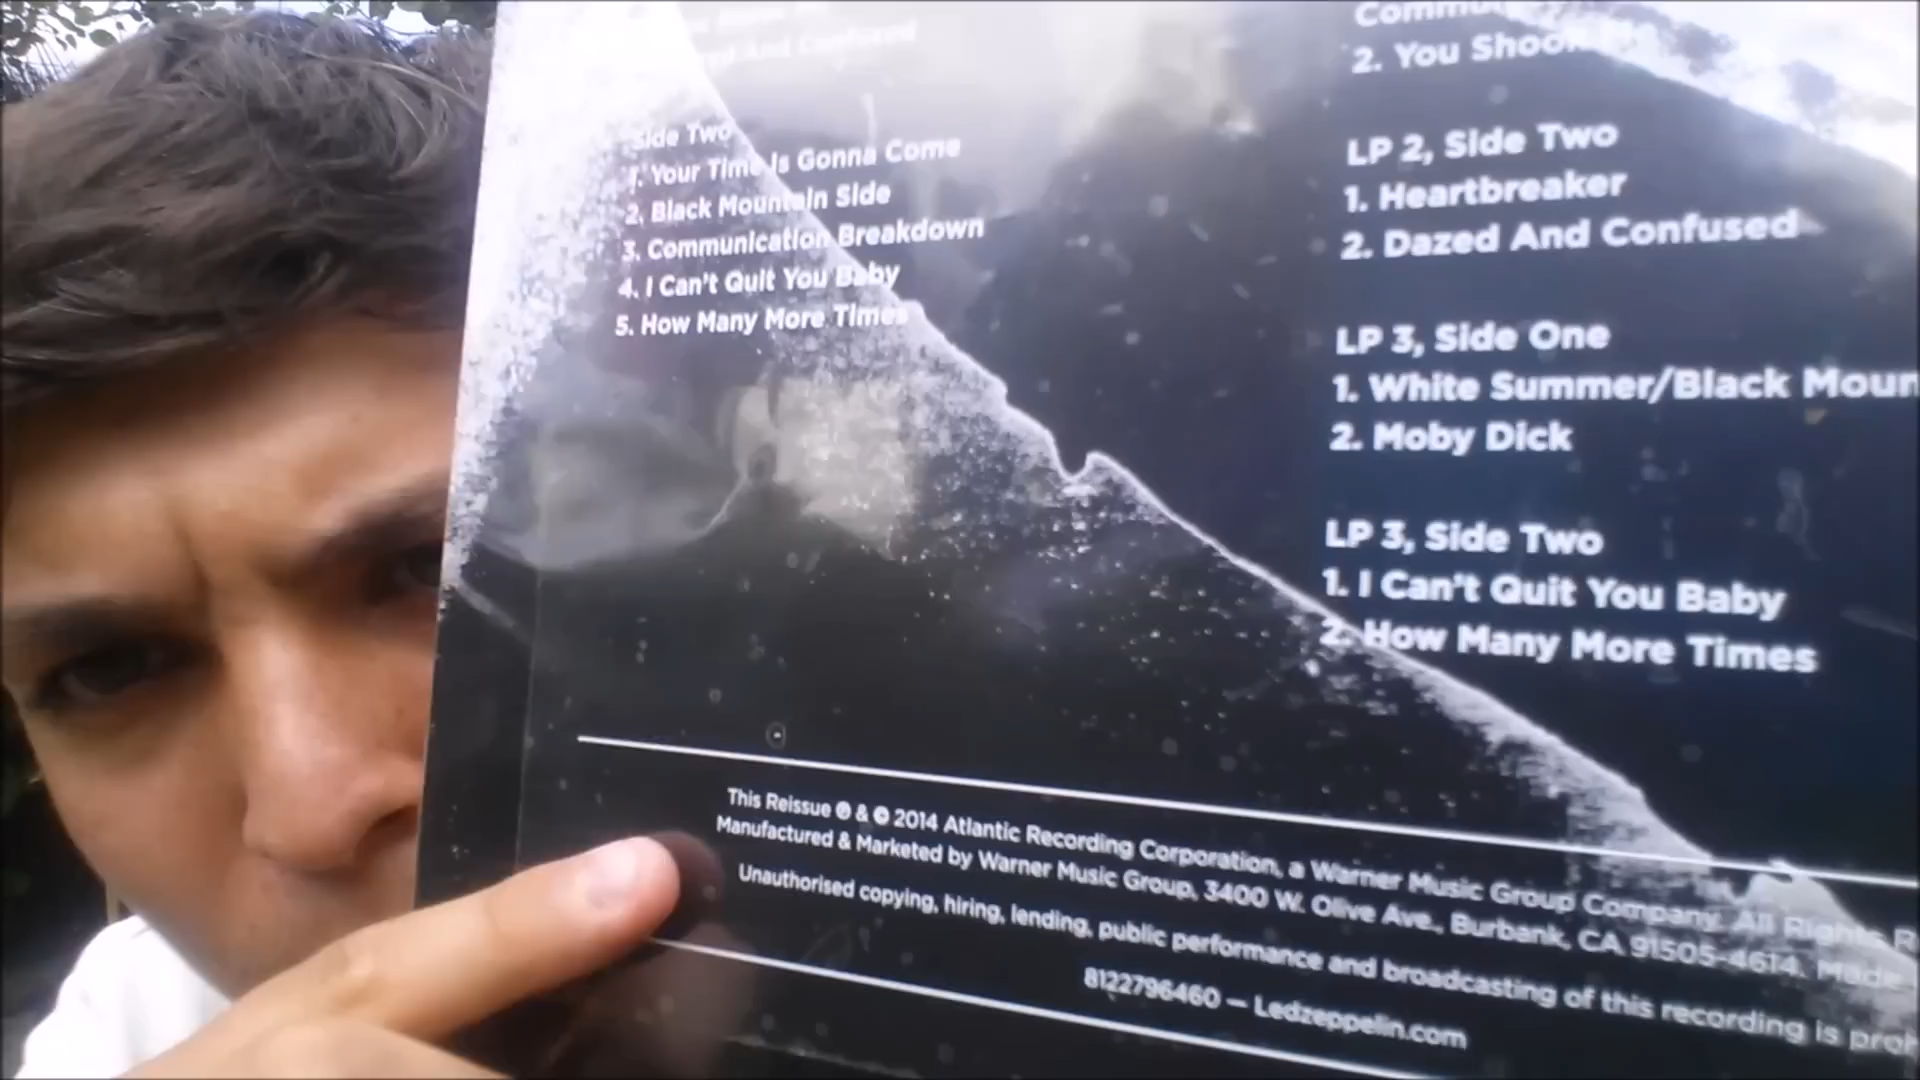 And Confused
Side Two
1. Your Time Is Gonna Come
2. Black Mountain Side
3. Communication Breakdown
4. I Can't Quit You Baby
5. How Many More Times
2. You Shook Me
LP 2, Side Two
1. Heartbreaker
2. Dazed And Confused
LP 3, Side One
1. White Summer/Black Moun
2. Moby Dick
LP 3, Side Two
1. I Can't Quit You Baby
2. How Many More Times
This Reissue ℗ & © 2014 Atlantic Recording Corporation, a Warner Music Group Company. All Rights R
Manufactured & Marketed by Warner Music Group, 3400 W. Olive Ave., Burbank, CA 91505-4614. Made
Unauthorised copying, hiring, lending, public performance and broadcasting of this recording is proh
8122796460 – Ledzeppelin.com